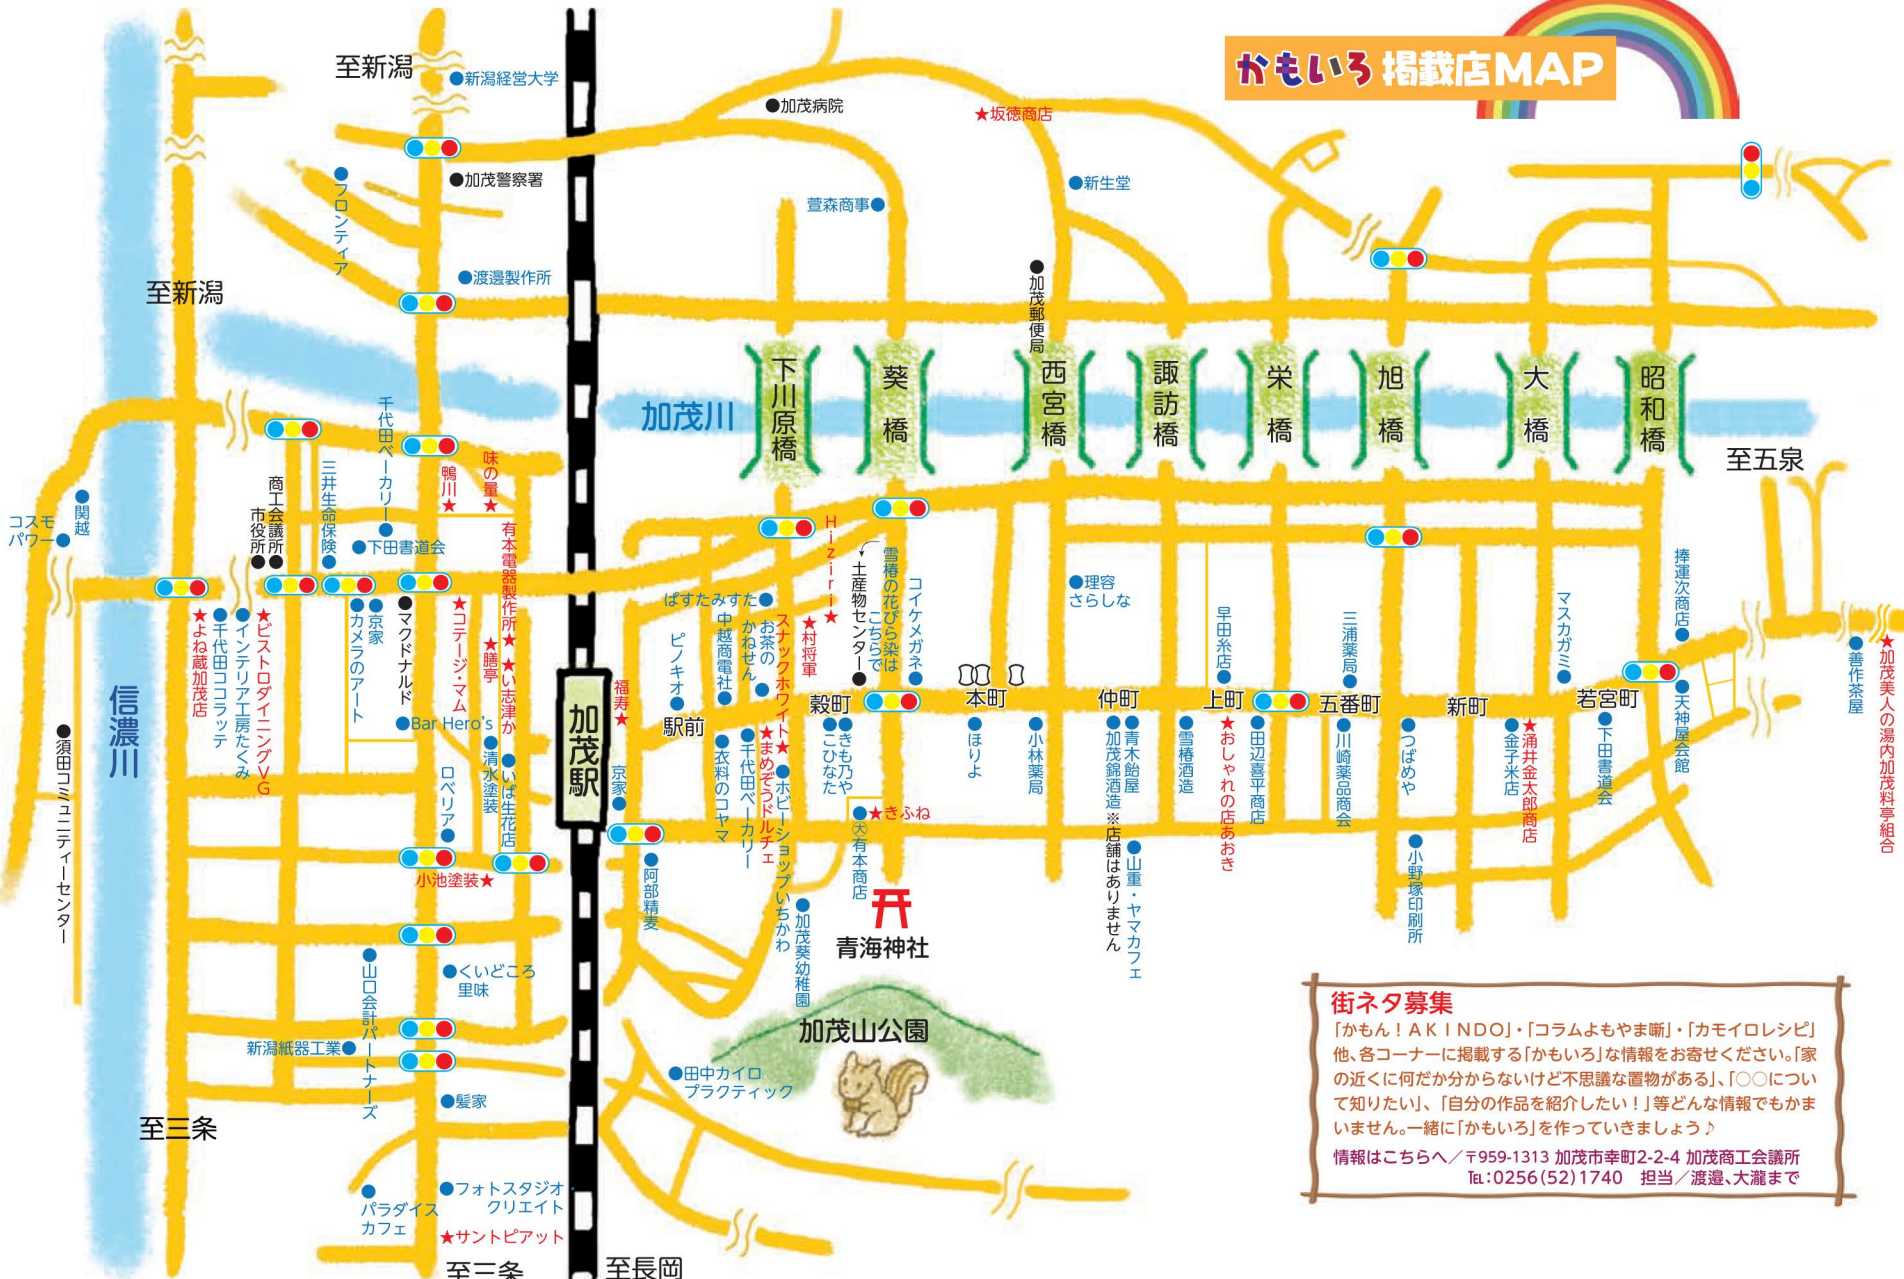 かもいろ 掲載店MAP
至新潟
新潟経営大学
加茂病院
坂徳商店
加茂警察署
フロンティア
新生堂
萱森商事
渡邊製作所
至新潟
加茂郵便局
加茂川
下川原橋
葵橋
西宮橋
諏訪橋
栄橋
旭橋
大橋
昭和橋
至五泉
千代田ベーカリー
鴨川
味の量
三井生命保険
商工会議所
市役所
下田書道会
関越
コスモ
パワー
有本電器製作所
Hiziri
雪椿の花びら染は
こちらで
土産物センター
コイケメガネ
理容
さらしな
早田糸店
三浦薬局
マスカガミ
捧運次商店
よね蔵加茂店
千代田ココラッテ
インテリア工房たくみ
ビストロダイニングVG
カメラのアート
京家
マクドナルド
コテージ・マム
膳亭
い志津か
Bar Hero's
清水塗装
いば生花店
ロベリア
小池塗装
信濃川
須田コミュニティーセンター
加茂駅
福寿
京家
ぱすたみすた
ピノキオ
中越商電社
お茶の
かねせん
スナックホワイト
村将軍
駅前
穀町
本町
仲町
上町
五番町
新町
若宮町
衣料のコヤマ
千代田ベーカリー
まめぞうドルチェ
ホビーショップいちかわ
こひなた
きも乃や
きふね
㊛有本商店
ほりよ
小林薬局
加茂錦酒造※店舗はありません
青木飴屋
山重・ヤマカフェ
雪椿酒造
おしゃれの店あおき
田辺喜平商店
川崎薬品商会
つばめや
小野塚印刷所
金子米店
涌井金太郎商店
下田書道会
天神屋会館
善作茶屋
加茂美人の湯内加茂料亭組合
阿部精麦
加茂葵幼稚園
青海神社
加茂山公園
くいどころ
里味
山口会計パートナーズ
新潟紙器工業
髪家
田中カイロ
プラクティック
至三条
パラダイス
カフェ
フォトスタジオ
クリエイト
サントピアット
至三条
至長岡
街ネタ募集
「かもん！AKINDO」・「コラムよもやま噺」・「カモイロレシピ」
他、各コーナーに掲載する「かもいろ」な情報をお寄せください。「家
の近くに何だか分からないけど不思議な置物がある」、「○○につい
て知りたい」、「自分の作品を紹介したい！」等どんな情報でもかま
いません。一緒に「かもいろ」を作っていきましょう♪
情報はこちらへ／〒959-1313 加茂市幸町2-2-4 加茂商工会議所
℡:0256(52)1740　担当／渡邉、大瀧まで